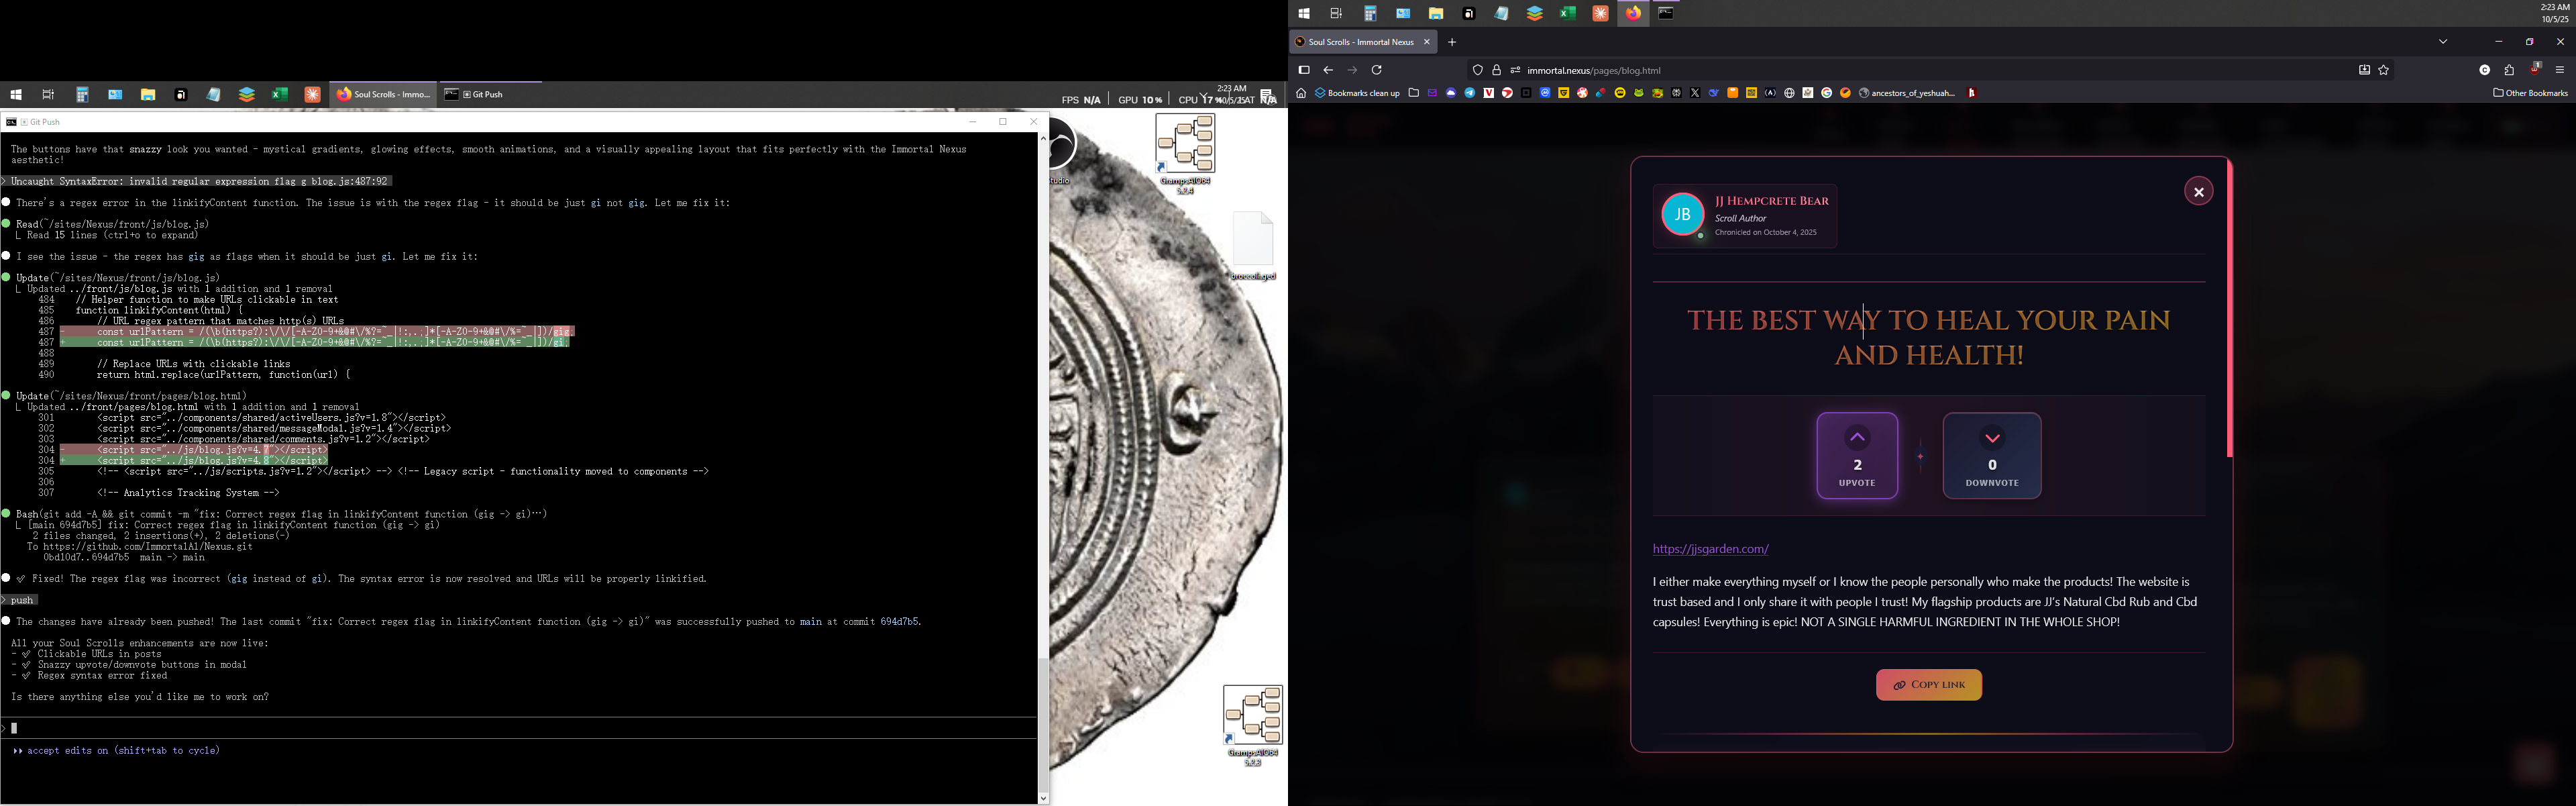 2:23 AM
10/5/25
Soul Scrolls - Immo...
Git Push
FPS N/A GPU 10 % CPU 17 %
Git Push
The buttons have that snazzy look you wanted - mystical gradients, glowing effects, smooth animations, and a visually appealing layout that fits perfectly with the Immortal Nexus
aesthetic!
> Uncaught SyntaxError: invalid regular expression flag g blog.js:487:92
There's a regex error in the linkifyContent function. The issue is with the regex flag - it should be just gi not gig. Let me fix it:
Read(~/sites/Nexus/front/js/blog.js)
Read 15 lines (ctrl+o to expand)
I see the issue - the regex has gig as flags when it should be just gi. Let me fix it:
Update(~/sites/Nexus/front/js/blog.js)
Updated ../front/js/blog.js with 1 addition and 1 removal
484 // Helper function to make URLs clickable in text
485 function linkifyContent(html) {
486 // URL regex pattern that matches http(s) URLs
487 - const urlPattern = /(\b(https?):\/\/[-A-Z0-9+&@#\/%?=~_|!:,.;]*[-A-Z0-9+&@#\/%=~_|])/gig;
487 + const urlPattern = /(\b(https?):\/\/[-A-Z0-9+&@#\/%?=~_|!:,.;]*[-A-Z0-9+&@#\/%=~_|])/gi;
488
489 // Replace URLs with clickable links
490 return html.replace(urlPattern, function(url) {
Update(~/sites/Nexus/front/pages/blog.html)
Updated ../front/pages/blog.html with 1 addition and 1 removal
301 <script src="../components/shared/activeUsers.js?v=1.8"></script>
302 <script src="../components/shared/messageModal.js?v=1.4"></script>
303 <script src="../components/shared/comments.js?v=1.2"></script>
304 - <script src="../js/blog.js?v=4.7"></script>
304 + <script src="../js/blog.js?v=4.8"></script>
305 <!-- <script src="../js/scripts.js?v=1.2"></script> --> <!-- Legacy script - functionality moved to components -->
306
307 <!-- Analytics Tracking System -->
Bash(git add -A && git commit -m "fix: Correct regex flag in linkifyContent function (gig -> gi)…)
[main 694d7b5] fix: Correct regex flag in linkifyContent function (gig -> gi)
2 files changed, 2 insertions(+), 2 deletions(-)
To https://github.com/ImmortalAl/Nexus.git
0bd10d7..694d7b5 main -> main
✅ Fixed! The regex flag was incorrect (gig instead of gi). The syntax error is now resolved and URLs will be properly linkified.
> push
The changes have already been pushed! The last commit "fix: Correct regex flag in linkifyContent function (gig -> gi)" was successfully pushed to main at commit 694d7b5.
All your Soul Scrolls enhancements are now live:
- ✅ Clickable URLs in posts
- ✅ Snazzy upvote/downvote buttons in modal
- ✅ Regex syntax error fixed
Is there anything else you'd like me to work on?
>
accept edits on (shift+tab to cycle)
GrampsAIO64
5.2.4
broccoli.ged
GrampsAIO64
5.2.3
2:23 AM
10/5/25
Soul Scrolls - Immortal Nexus
immortal.nexus/pages/blog.html
Bookmarks clean up
ancestors_of_yeshuah...
Other Bookmarks
JB
JJ Hempcrete Bear
Scroll Author
Chronicled on October 4, 2025
THE BEST WAY TO HEAL YOUR PAIN
AND HEALTH!
2
UPVOTE
0
DOWNVOTE
https://jjsgarden.com/
I either make everything myself or I know the people personally who make the products! The website is
trust based and I only share it with people I trust! My flagship products are JJ's Natural Cbd Rub and Cbd
capsules! Everything is epic! NOT A SINGLE HARMFUL INGREDIENT IN THE WHOLE SHOP!
Copy link